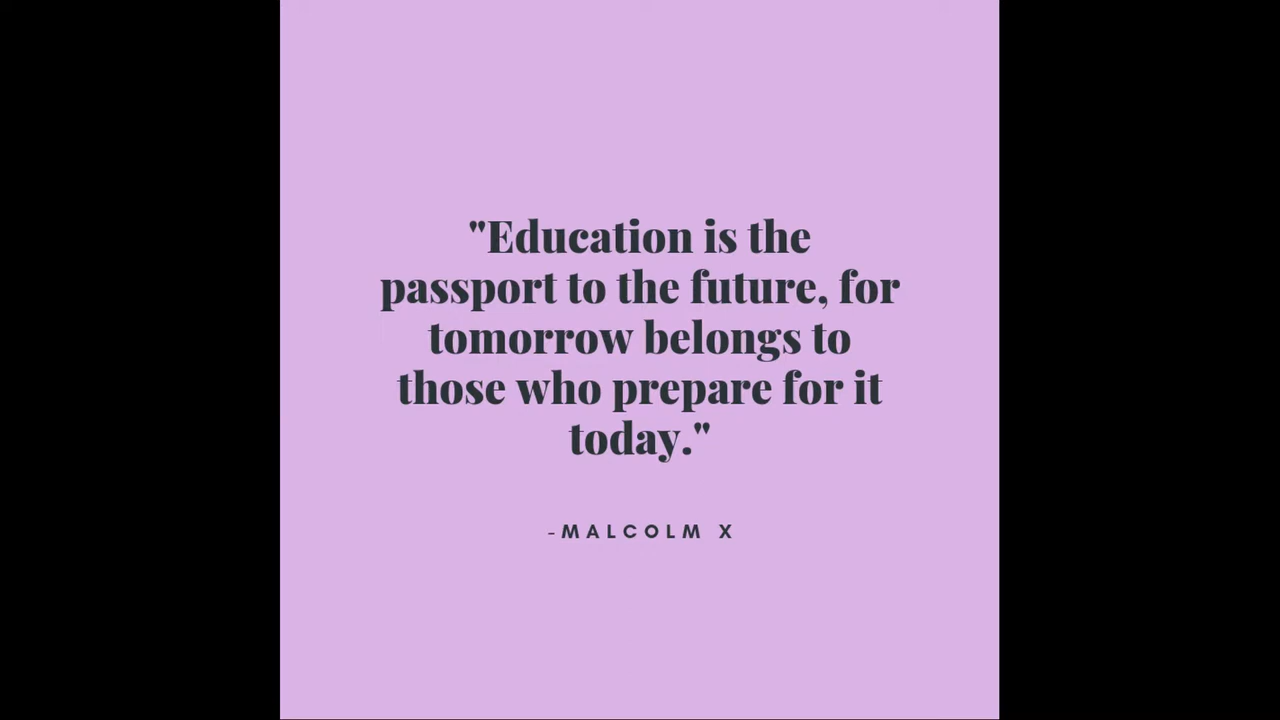 "Education is the
passport to the future, for
tomorrow belongs to
those who prepare for it
today."
-MALCOLM X